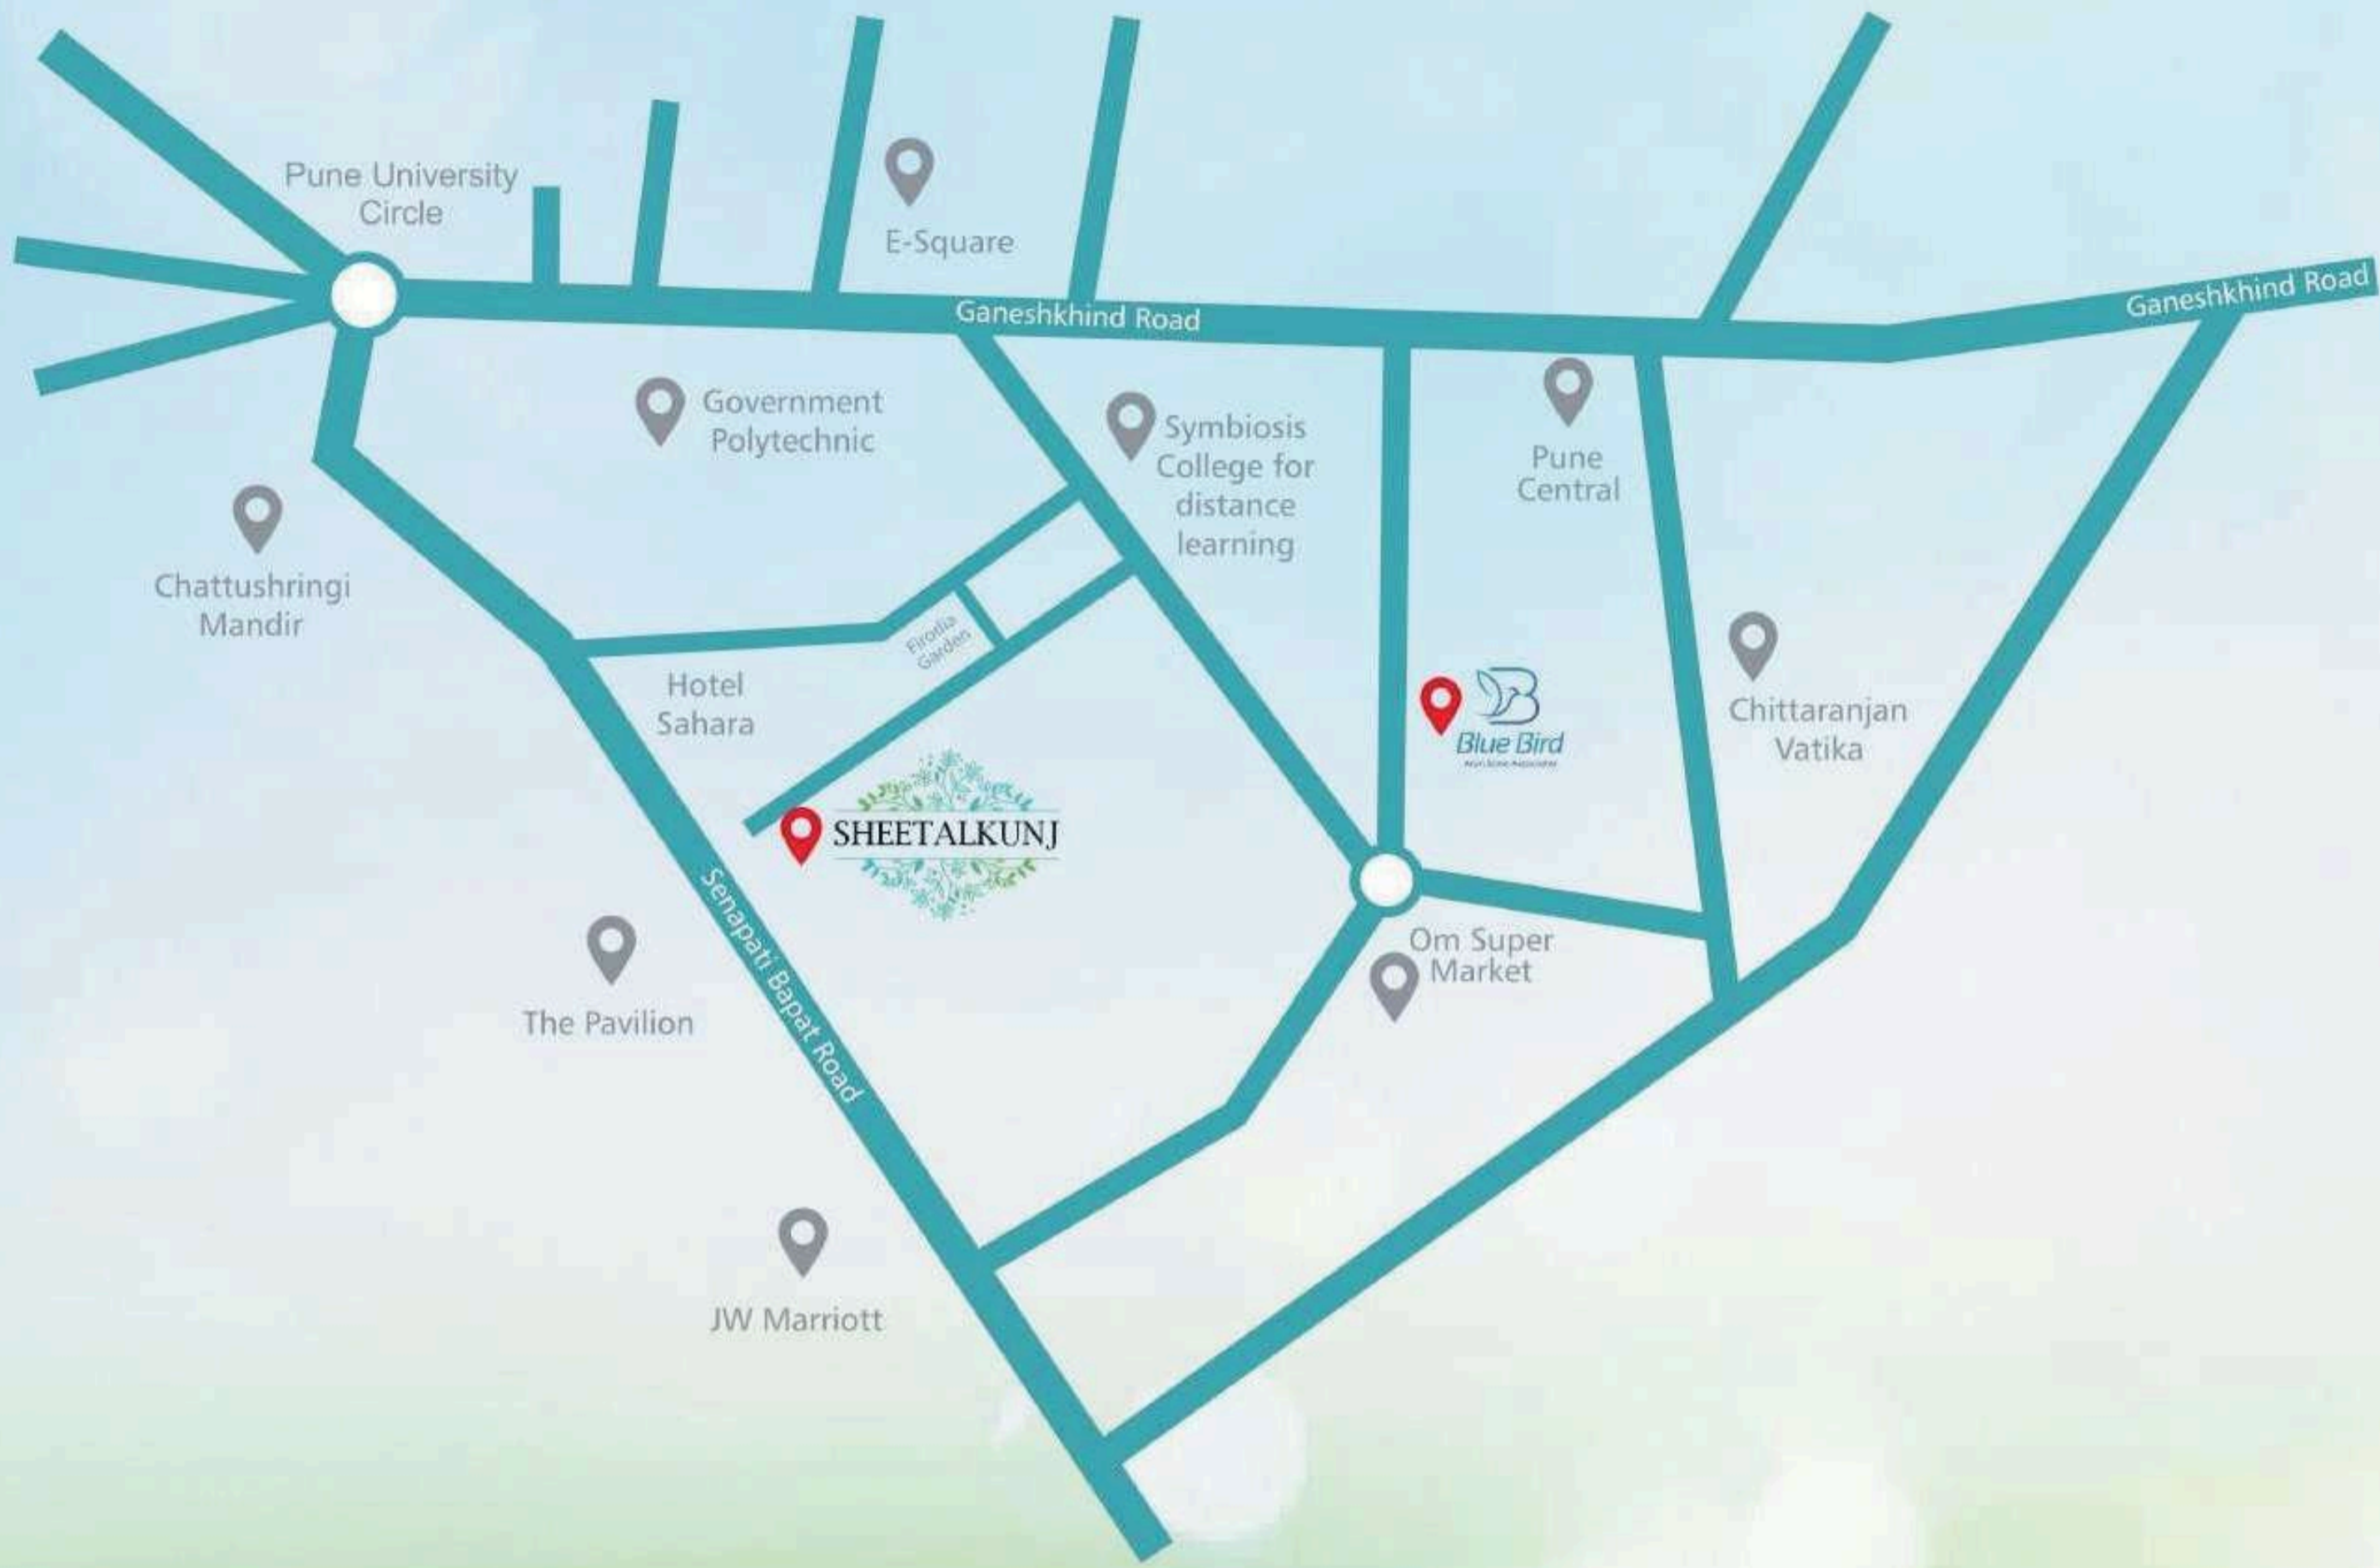 Pune University
Circle
E-Square
Ganeshkhind Road
Ganeshkhind Road
Government
Polytechnic
Symbiosis
College for
distance
learning
Pune
Central
Chattushringi
Mandir
Firodia
Garden
Hotel
Sahara
Blue Bird
Chittaranjan
Vatika
SHEETALKUNJ
Senapati Bapat Road
The Pavilion
Om Super
Market
JW Marriott